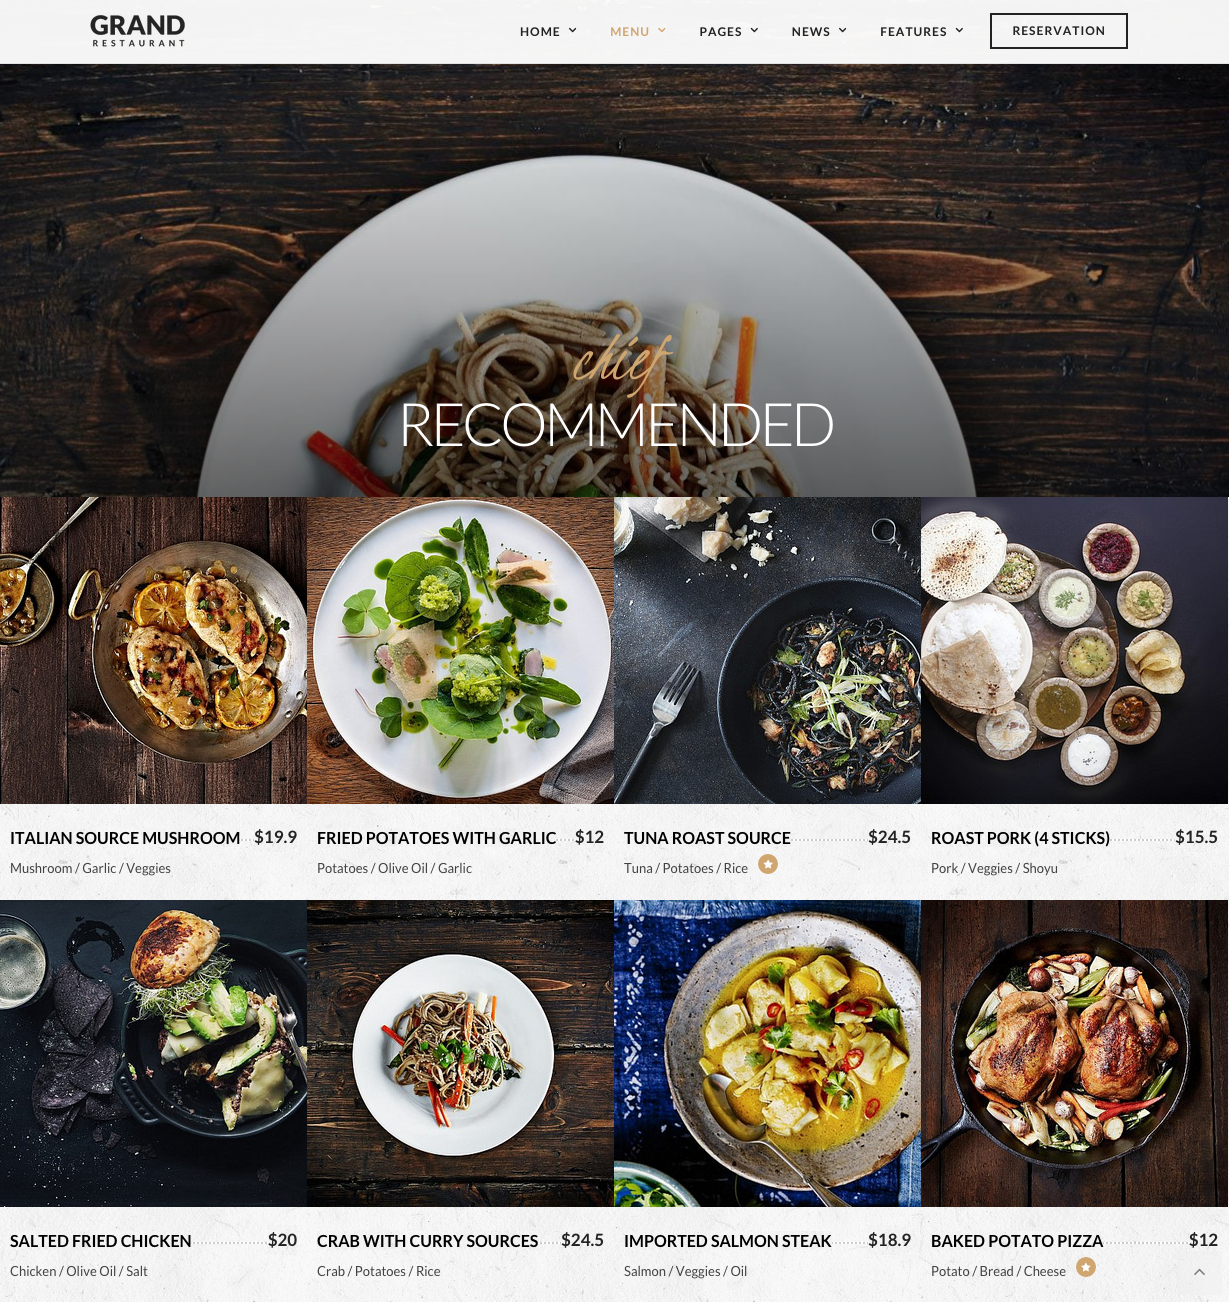 GRAND
RESTAURANT
HOME
MENU
PAGES
NEWS
FEATURES
RESERVATION
chief
RECOMMENDED
ITALIAN SOURCE MUSHROOM $19.9
Mushroom / Garlic / Veggies
FRIED POTATOES WITH GARLIC $12
Potatoes / Olive Oil / Garlic
TUNA ROAST SOURCE $24.5
Tuna / Potatoes / Rice
ROAST PORK (4 STICKS) $15.5
Pork / Veggies / Shoyu
SALTED FRIED CHICKEN $20
Chicken / Olive Oil / Salt
CRAB WITH CURRY SOURCES $24.5
Crab / Potatoes / Rice
IMPORTED SALMON STEAK $18.9
Salmon / Veggies / Oil
BAKED POTATO PIZZA $12
Potato / Bread / Cheese